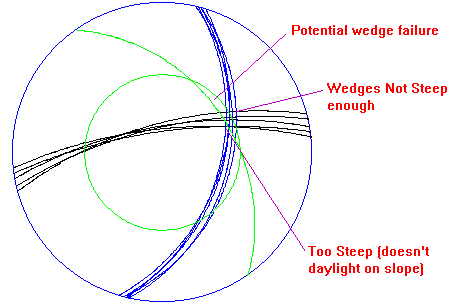 Potential wedge failure
Wedges Not Steep
enough
Too Steep (doesn't
daylight on slope)